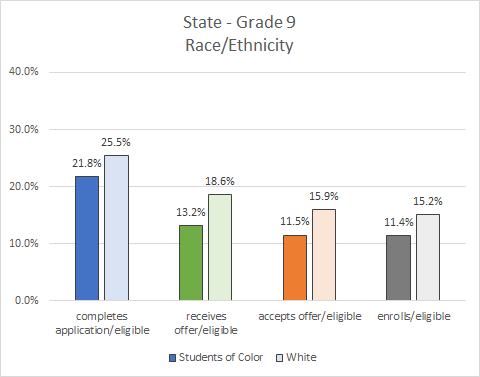 State - Grade 9
Race/Ethnicity
40.0%
30.0%
20.0%
10.0%
0.0%
21.8%
25.5%
13.2%
18.6%
11.5%
15.9%
11.4%
15.2%
completes
application/eligible
receives
offer/eligible
accepts offer/eligible
enrolls/eligible
Students of Color
White